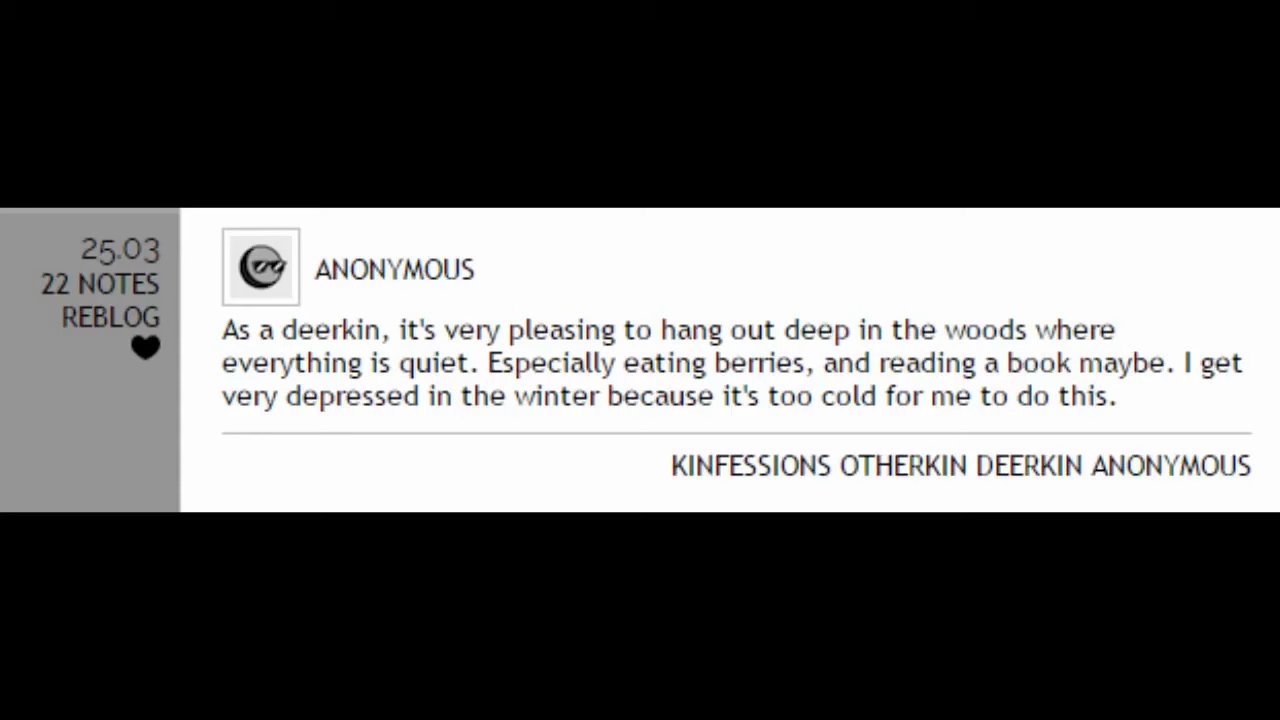 25.03
22 NOTES
REBLOG
ANONYMOUS
As a deerkin, it's very pleasing to hang out deep in the woods where
everything is quiet. Especially eating berries, and reading a book maybe. I get
very depressed in the winter because it's too cold for me to do this.
KINFESSIONS OTHERKIN DEERKIN ANONYMOUS